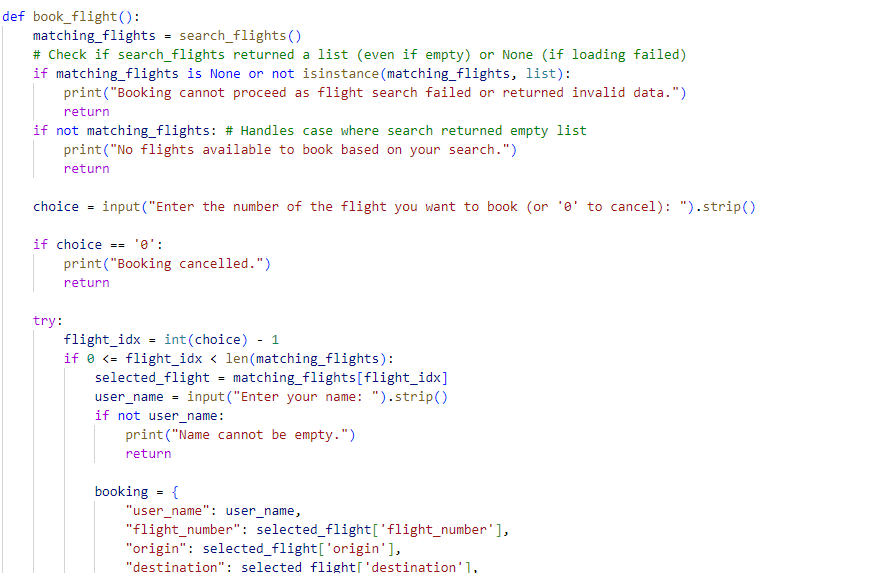 def book_flight():
    matching_flights = search_flights()
    # Check if search_flights returned a list (even if empty) or None (if loading failed)
    if matching_flights is None or not isinstance(matching_flights, list):
        print("Booking cannot proceed as flight search failed or returned invalid data.")
        return
    if not matching_flights: # Handles case where search returned empty list
        print("No flights available to book based on your search.")
        return

    choice = input("Enter the number of the flight you want to book (or '0' to cancel): ").strip()

    if choice == '0':
        print("Booking cancelled.")
        return

    try:
        flight_idx = int(choice) - 1
        if 0 <= flight_idx < len(matching_flights):
            selected_flight = matching_flights[flight_idx]
            user_name = input("Enter your name: ").strip()
            if not user_name:
                print("Name cannot be empty.")
                return

            booking = {
                "user_name": user_name,
                "flight_number": selected_flight['flight_number'],
                "origin": selected_flight['origin'],
                "destination": selected_flight['destination'],